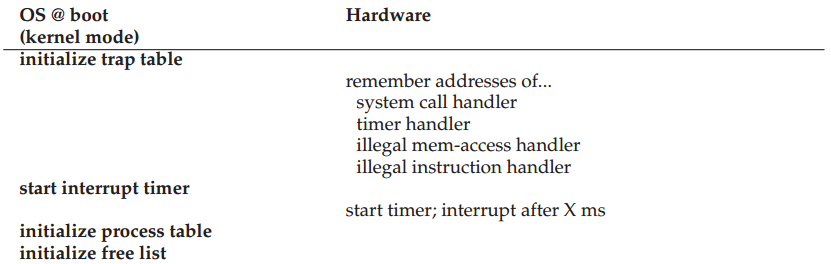 OS @ boot Hardware
(kernel mode)
initialize trap table
remember addresses of...
system call handler
timer handler
illegal mem-access handler
illegal instruction handler
start interrupt timer
start timer; interrupt after X ms
initialize process table
initialize free list